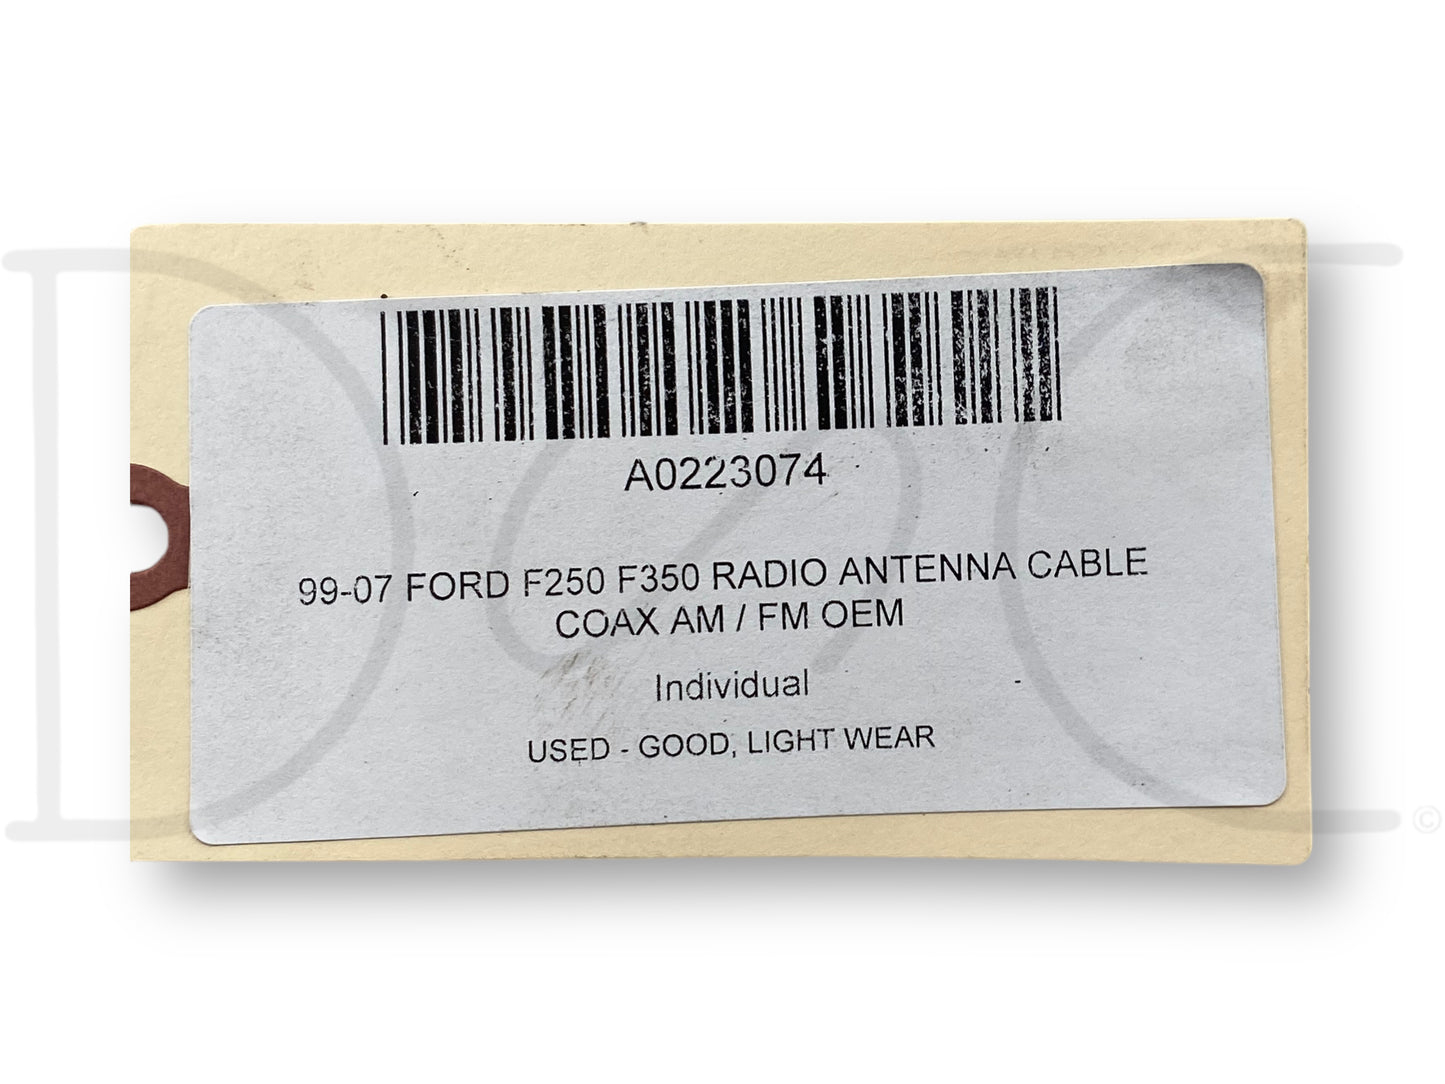 A0223074
99-07 FORD F250 F350 RADIO ANTENNA CABLE
COAX AM / FM OEM
Individual
USED - GOOD, LIGHT WEAR
©